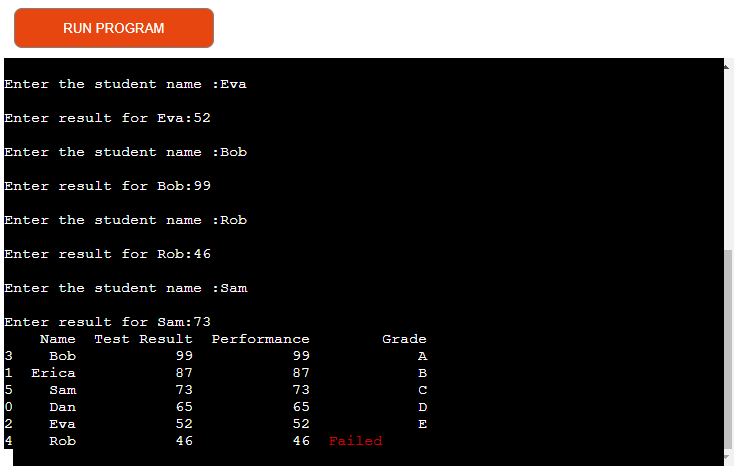 RUN PROGRAM
Enter the student name :Eva
Enter result for Eva:52
Enter the student name :Bob
Enter result for Bob:99
Enter the student name :Rob
Enter result for Rob:46
Enter the student name :Sam
Enter result for Sam:73
Name Test Result Performance Grade
3 Bob 99 99 A
1 Erica 87 87 B
5 Sam 73 73 C
0 Dan 65 65 D
2 Eva 52 52 E
4 Rob 46 46 Failed